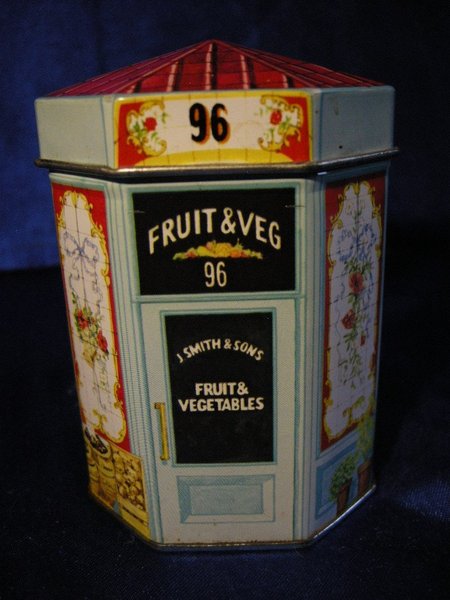 96
FRUIT & VEG
96
J SMITH & SONS
FRUIT &
VEGETABLES